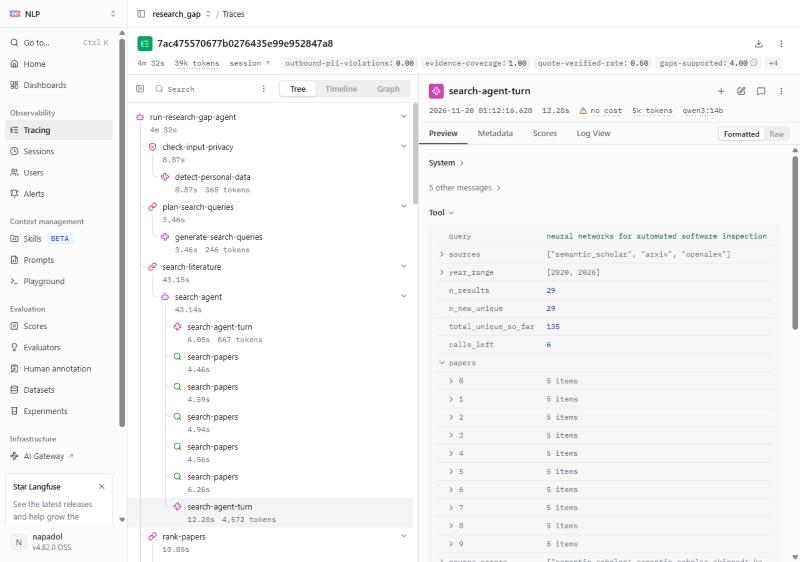 NLP
research_gap / Traces
Go to... Ctrl K
Home
Dashboards
Observability
Tracing
Sessions
Users
Alerts
Context management
Skills BETA
Prompts
Playground
Evaluation
Scores
Evaluators
Human annotation
Datasets
Experiments
Infrastructure
AI Gateway
Star Langfuse
See the latest releases
and help grow the
N
napadol
v4.82.0 OSS
7ac475570677b0276435e99e952847a8
4m 32s 39k tokens session outbound-pii-violations: 0.00 evidence-coverage: 1.00 quote-verified-rate: 0.50 gaps-supported: 4.00 +4
Search
Tree Timeline Graph
run-research-gap-agent
4m 32s
check-input-privacy
8.87s
detect-personal-data
8.87s 365 tokens
plan-search-queries
3.46s
generate-search-queries
3.46s 246 tokens
search-literature
43.15s
search-agent
43.14s
search-agent-turn
6.05s 867 tokens
search-papers
4.46s
search-papers
4.59s
search-papers
4.94s
search-papers
4.56s
search-papers
6.26s
search-agent-turn
12.28s 4,572 tokens
rank-papers
10.85s
search-agent-turn
2026-11-20 01:12:16.628 12.28s no cost 5k tokens qwen3:14b
Preview Metadata Scores Log View Formatted Raw
System
5 other messages
Tool
query neural networks for automated software inspection
sources ["semantic_scholar", "arxiv", "openalex"]
year_range [2020, 2026]
n_results 29
n_new_unique 29
total_unique_so_far 135
calls_left 6
papers
0 5 items
1 5 items
2 5 items
3 5 items
4 5 items
5 5 items
6 5 items
7 5 items
8 5 items
9 5 items